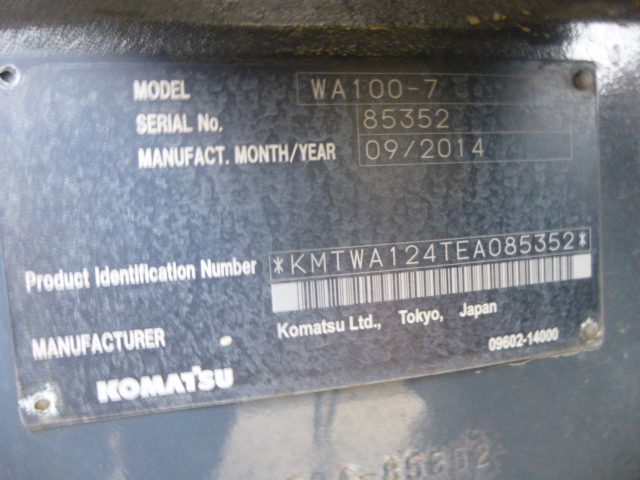 MODEL WA100-7
SERIAL No. 85352
MANUFACT. MONTH/YEAR 09/2014
Product Identification Number *KMTWA124TEA085352*
MANUFACTURER Komatsu Ltd., Tokyo, Japan
09602-14000
KOMATSU
-85352